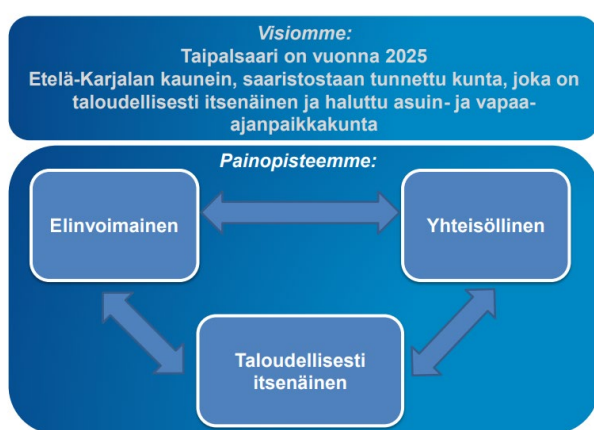 Visiomme:
Taipalsaari on vuonna 2025
Etelä-Karjalan kaunein, saaristostaan tunnettu kunta, joka on
taloudellisesti itsenäinen ja haluttu asuin- ja vapaa-
ajanpaikkakunta
Painopisteemme:
Elinvoimainen
Yhteisöllinen
Taloudellisesti
itsenäinen